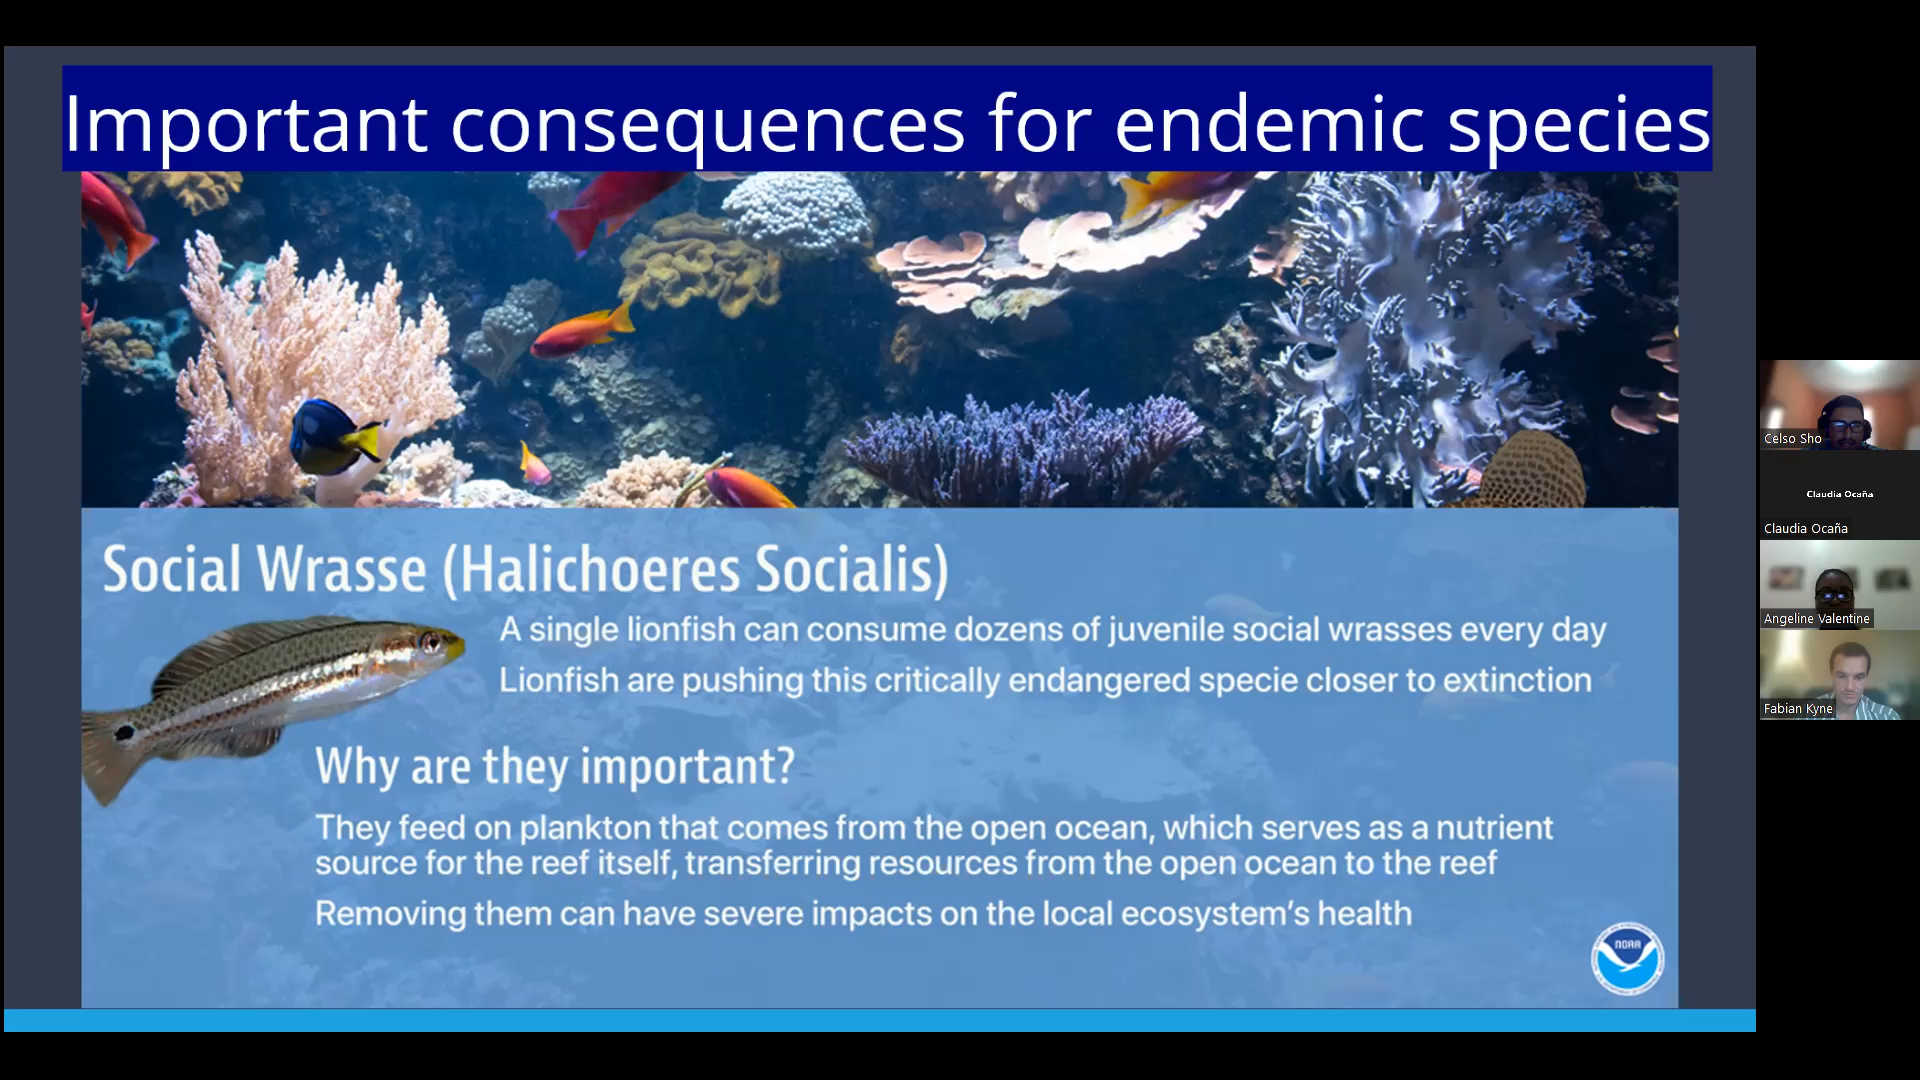 Important consequences for endemic species
Social Wrasse (Halichoeres Socialis)
A single lionfish can consume dozens of juvenile social wrasses every day
Lionfish are pushing this critically endangered specie closer to extinction
Why are they important?
They feed on plankton that comes from the open ocean, which serves as a nutrient
source for the reef itself, transferring resources from the open ocean to the reef
Removing them can have severe impacts on the local ecosystem's health
NOAA
Celso Sho
Claudia Ocaña
Claudia Ocaña
Angeline Valentine
Fabian Kyne